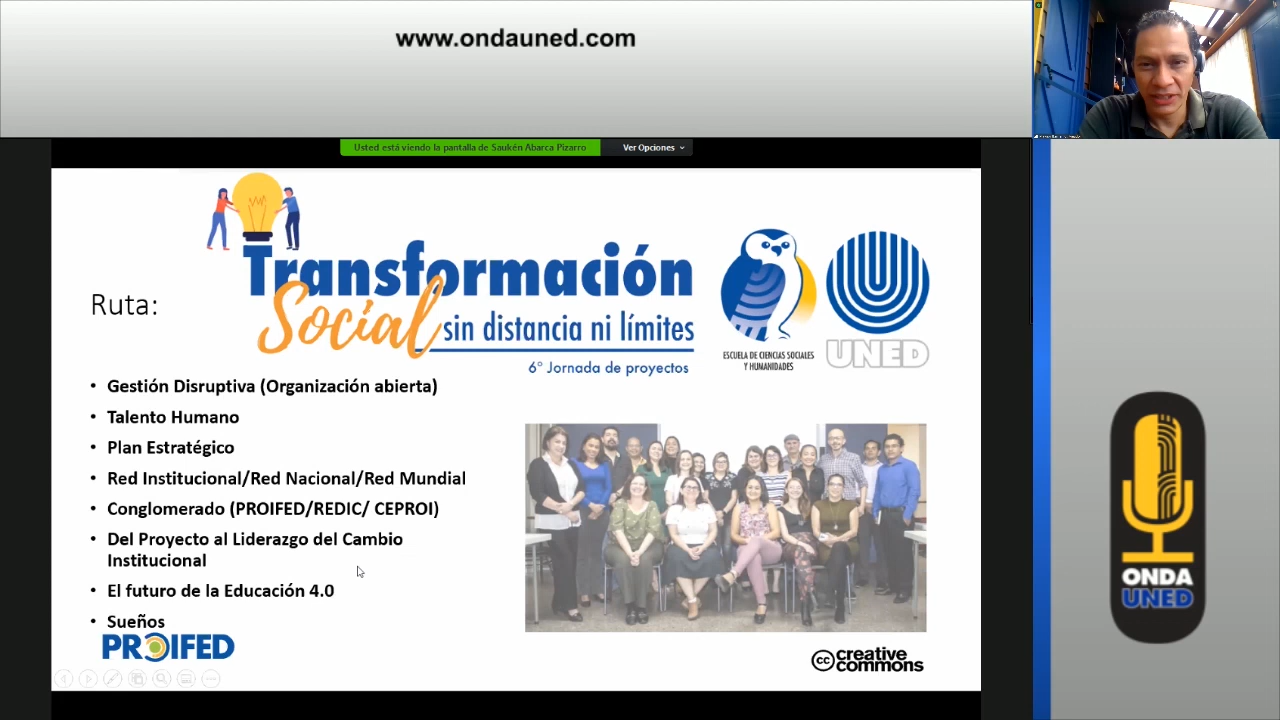 www.ondauned.com
Usted está viendo la pantalla de Saukén Abarca Pizarro
Ver Opciones
Transformación
Social sin distancia ni límites
6° Jornada de proyectos
ESCUELA DE CIENCIAS SOCIALES
Y HUMANIDADES
UNED
Ruta:
• Gestión Disruptiva (Organización abierta)
• Talento Humano
• Plan Estratégico
• Red Institucional/Red Nacional/Red Mundial
• Conglomerado (PROIFED/REDIC/ CEPROI)
• Del Proyecto al Liderazgo del Cambio
Institucional
• El futuro de la Educación 4.0
• Sueños
PROIFED
cc creative
commons
ONDA
UNED